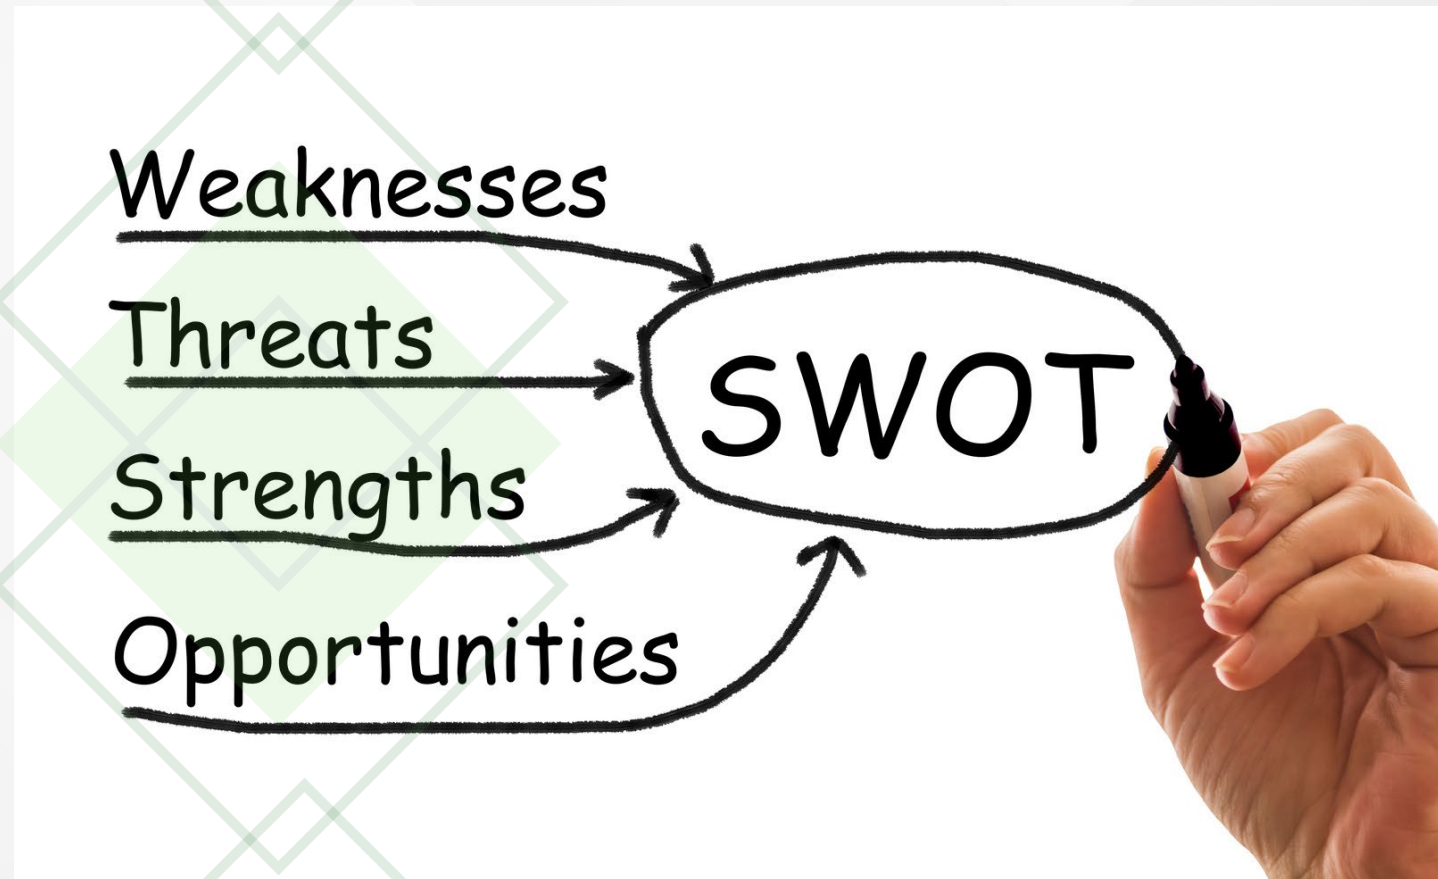 Weaknesses
Threats
SWOT
Strengths
Opportunities